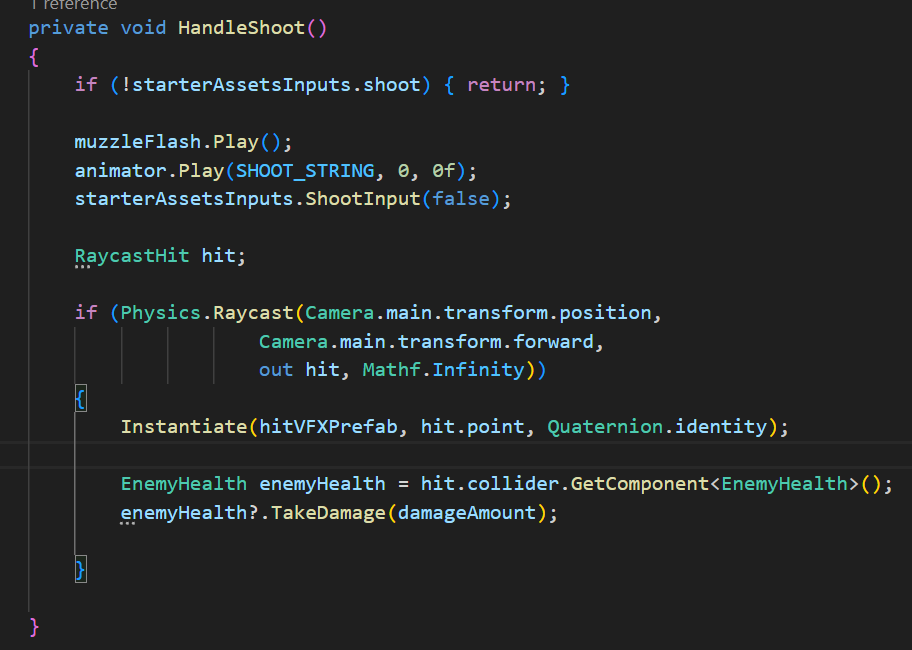 1 reference
private void HandleShoot()
{
if (!starterAssetsInputs.shoot) { return; }
muzzleFlash.Play();
animator.Play(SHOOT_STRING, 0, 0f);
starterAssetsInputs.ShootInput(false);
RaycastHit hit;
if (Physics.Raycast(Camera.main.transform.position,
Camera.main.transform.forward,
out hit, Mathf.Infinity))
{
Instantiate(hitVFXPrefab, hit.point, Quaternion.identity);
EnemyHealth enemyHealth = hit.collider.GetComponent<EnemyHealth>();
enemyHealth?.TakeDamage(damageAmount);
}
}